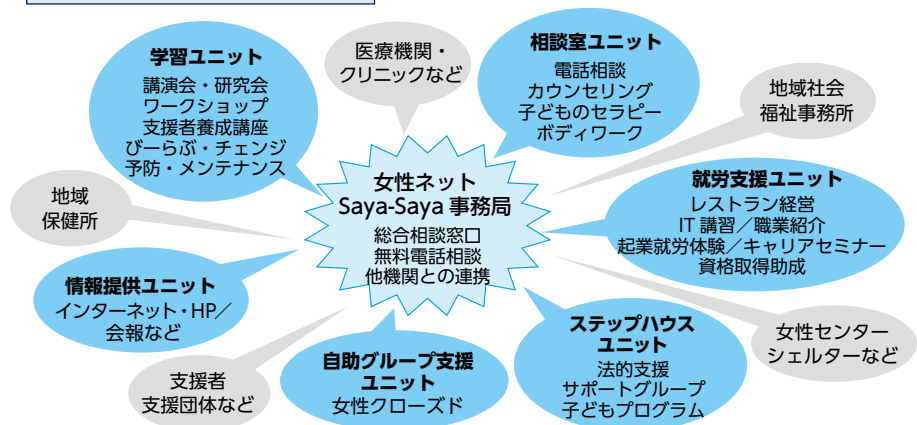 学習ユニット
講演会・研究会
ワークショップ
支援者養成講座
びーらぶ・チェンジ
予防・メンテナンス
医療機関・
クリニックなど
相談室ユニット
電話相談
カウンセリング
子どものセラピー
ボディワーク
地域社会
福祉事務所
地域
保健所
女性ネット
Saya-Saya 事務局
総合相談窓口
無料電話相談
他機関との連携
就労支援ユニット
レストラン経営
IT 講習／職業紹介
起業就労体験／キャリアセミナー
資格取得助成
情報提供ユニット
インターネット・HP／
会報など
支援者
支援団体など
自助グループ支援
ユニット
女性クローズド
ステップハウス
ユニット
法的支援
サポートグループ
子どもプログラム
女性センター
シェルターなど